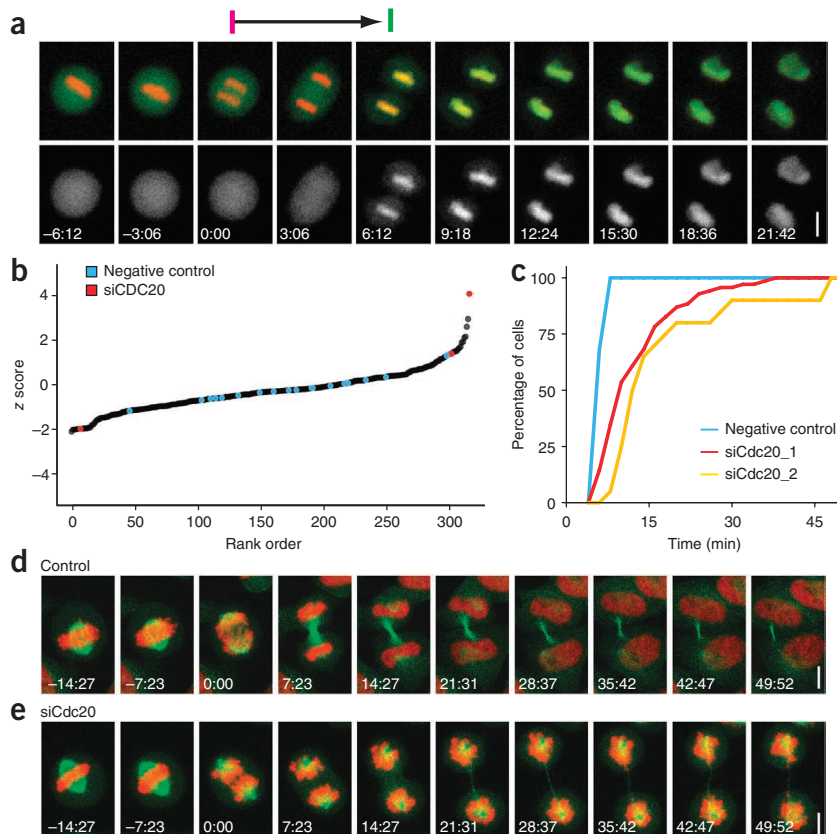 a
–6:12 –3:06 0:00 3:06 6:12 9:18 12:24 15:30 18:36 21:42
b
Negative control
siCDC20
z score
4
2
0
–2
–4
0 50 100 150 200 250 300
Rank order
c
Percentage of cells
100
75
50
25
0
Negative control
siCdc20_1
siCdc20_2
0 15 30 45
Time (min)
d Control
–14:27 –7:23 0:00 7:23 14:27 21:31 28:37 35:42 42:47 49:52
e siCdc20
–14:27 –7:23 0:00 7:23 14:27 21:31 28:37 35:42 42:47 49:52